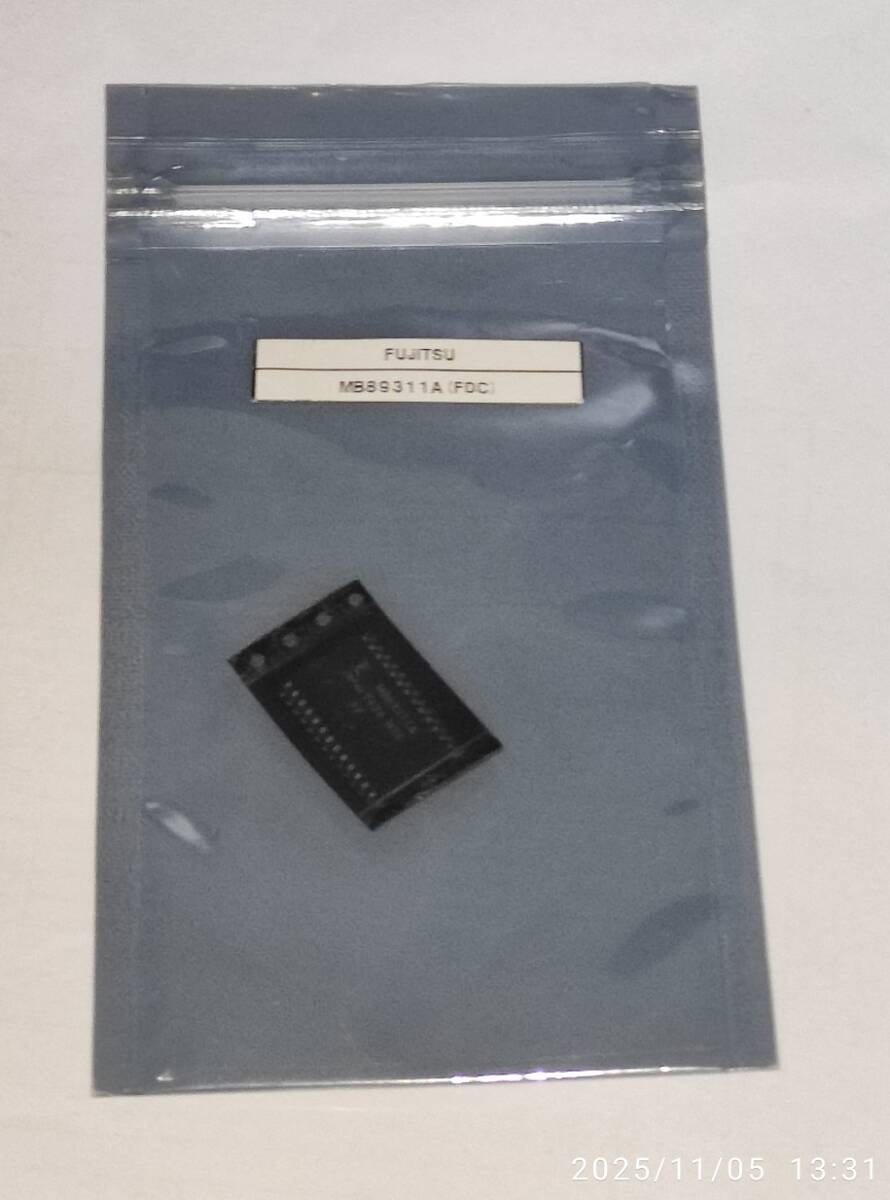 FUJITSU
MB89311A(FDC)
2025/11/05 13:31